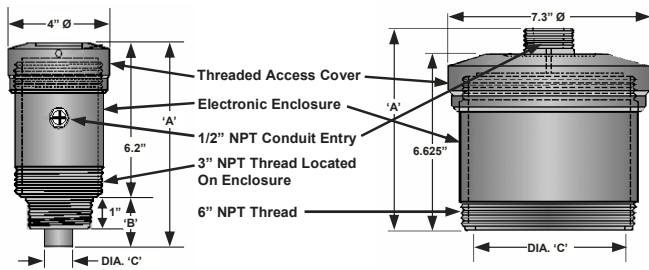 4” Ø
7.3” Ø
Threaded Access Cover
Electronic Enclosure
‘A’
‘A’
1/2” NPT Conduit Entry
6.2”
6.625”
3” NPT Thread Located
On Enclosure
1”
‘B’
6” NPT Thread
DIA. ‘C’
DIA. ‘C’